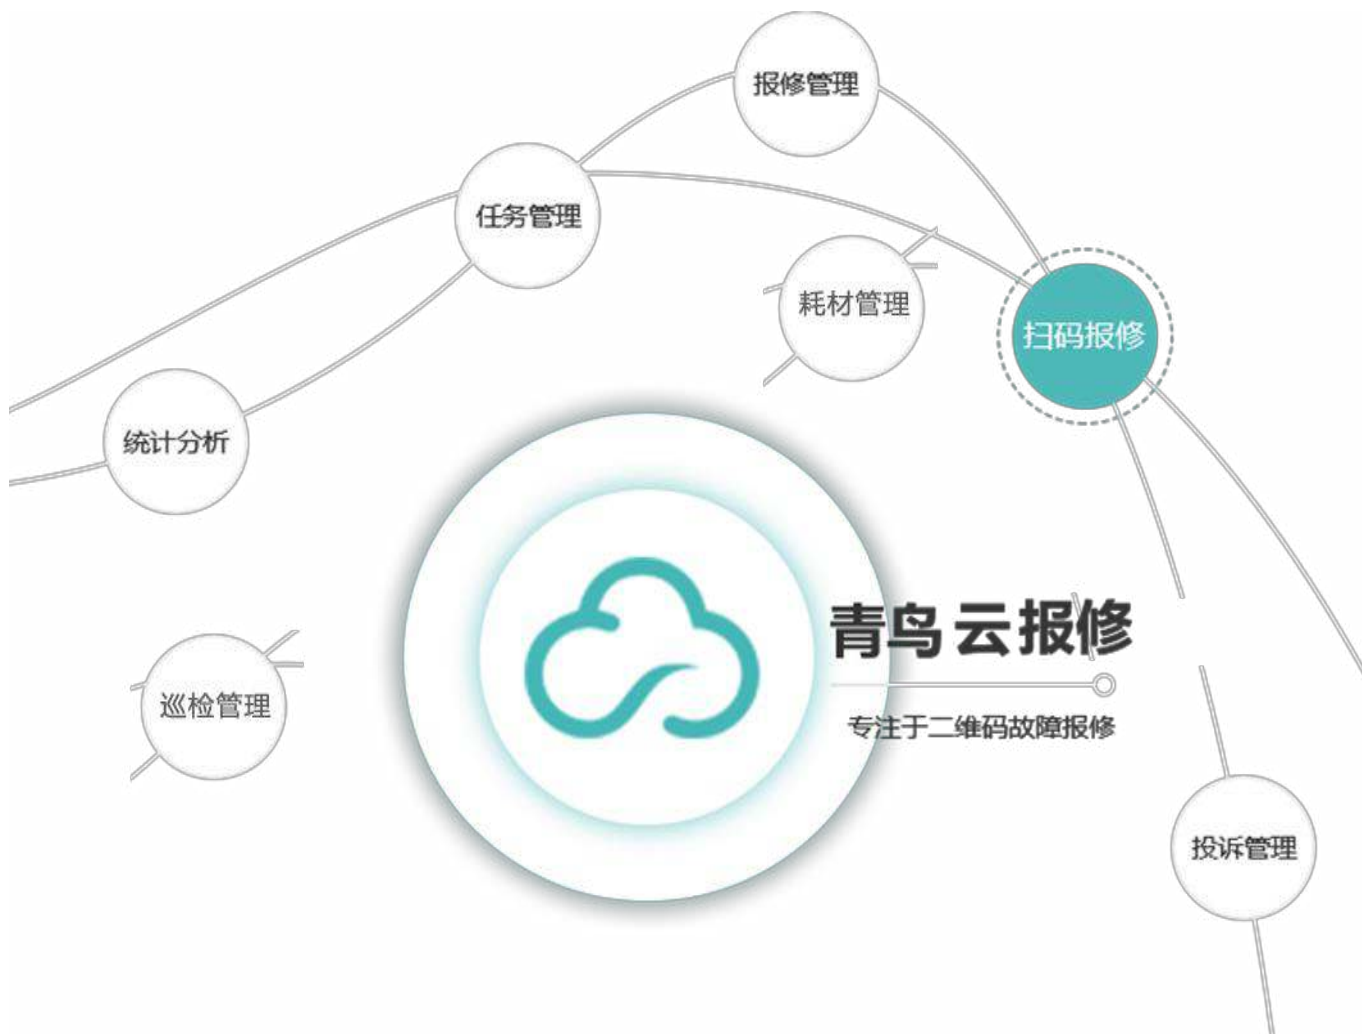 报修管理
任务管理
耗材管理
扫码报修
统计分析
青鸟云报修
巡检管理
专注于二维码故障报修
投诉管理